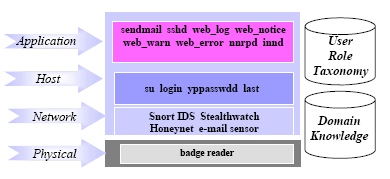 Application
sendmail sshd web_log web_notice
web_warn web_error nnrpd innd
Host
su login yppasswdd last
Network
Snort IDS Stealthwatch
Honeynet e-mail sensor
Physical
badge reader
User
Role
Taxonomy
Domain
Knowledge